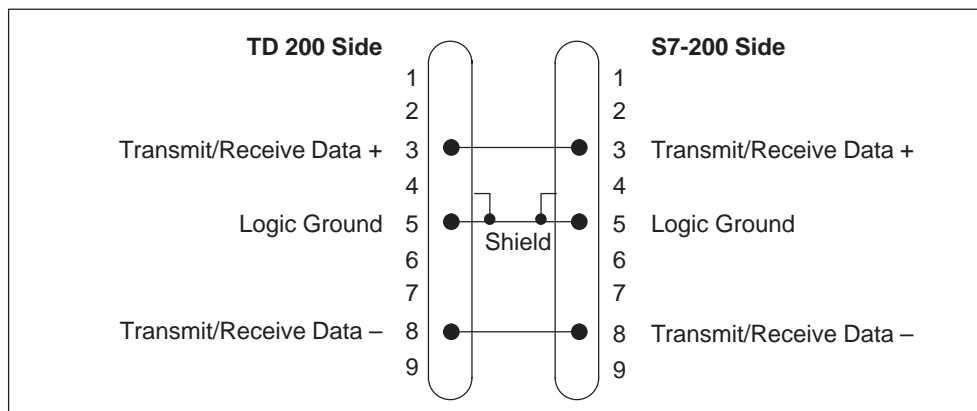 TD 200 Side S7-200 Side
1 1
2 2
Transmit/Receive Data + 3 3 Transmit/Receive Data +
4 4
Logic Ground 5 5 Logic Ground
Shield
6 6
7 7
Transmit/Receive Data – 8 8 Transmit/Receive Data –
9 9